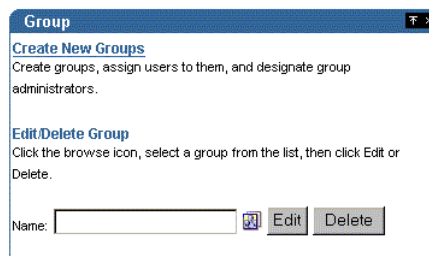 Group
Create New Groups
Create groups, assign users to them, and designate group
administrators.
Edit/Delete Group
Click the browse icon, select a group from the list, then click Edit or
Delete.
Name: Edit Delete